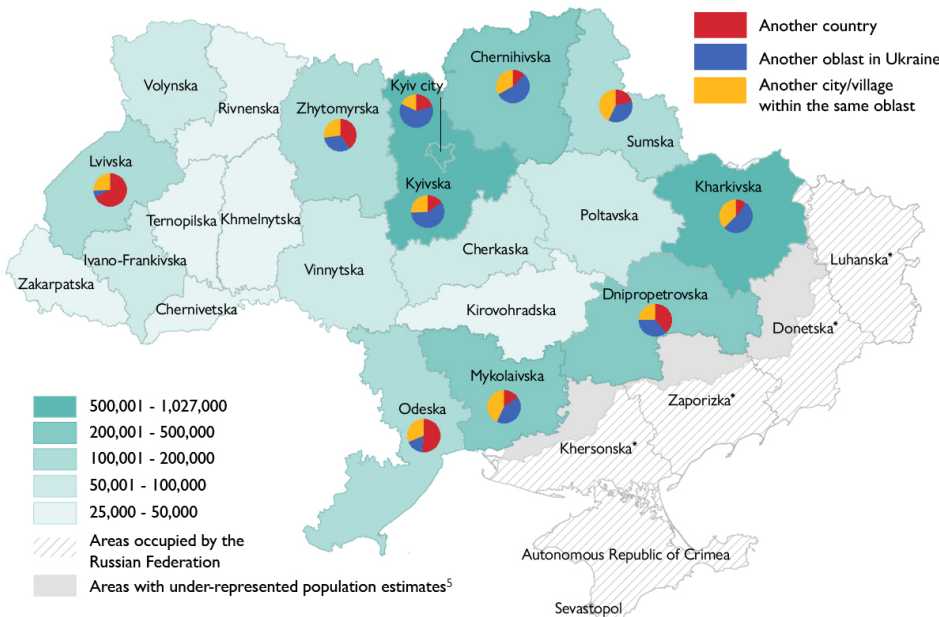 Another country
Another oblast in Ukraine
Another city/village
within the same oblast
Chernihivska
Volynska
Kyiv city
Rivnenska
Zhytomyrska
Sumska
Lvivska
Kyivska
Kharkivska
Ternopilska
Khmelnytska
Poltavska
Cherkaska
Luhanska*
Ivano-Frankivska
Vinnytska
Zakarpatska
Dnipropetrovska
Chernivetska
Kirovohradska
Donetska*
Mykolaivska
Zaporizka*
Odeska
Khersonska*
500,001 - 1,027,000
200,001 - 500,000
100,001 - 200,000
50,001 - 100,000
25,000 - 50,000
Areas occupied by the
Russian Federation
Areas with under-represented population estimates5
Autonomous Republic of Crimea
Sevastopol